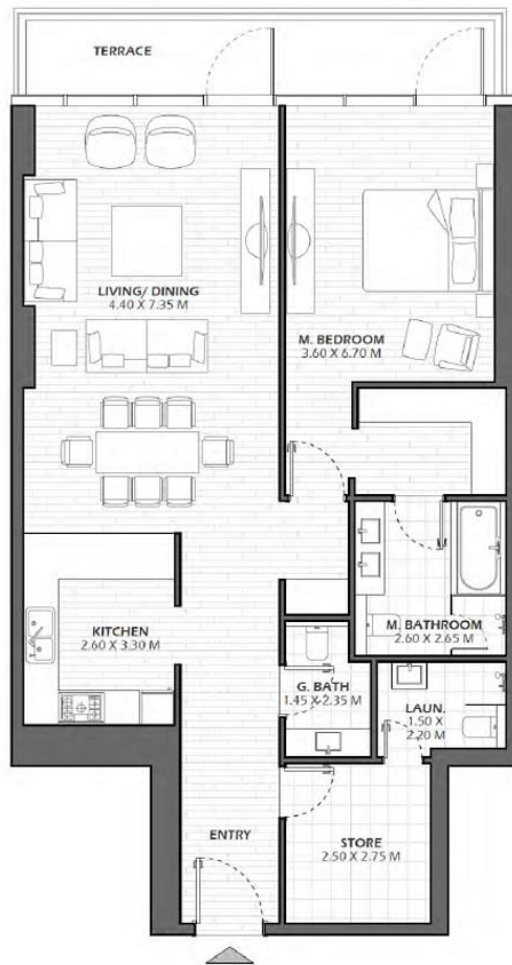 TERRACE
LIVING/ DINING
4.40 X 7.35 M
M. BEDROOM
3.60 X 6.70 M
KITCHEN
2.60 X 3.30 M
M. BATHROOM
2.60 X 2.65 M
G. BATH
1.45 X 2.35 M
LAUN.
1.50 X
2.20 M
ENTRY
STORE
2.50 X 2.75 M